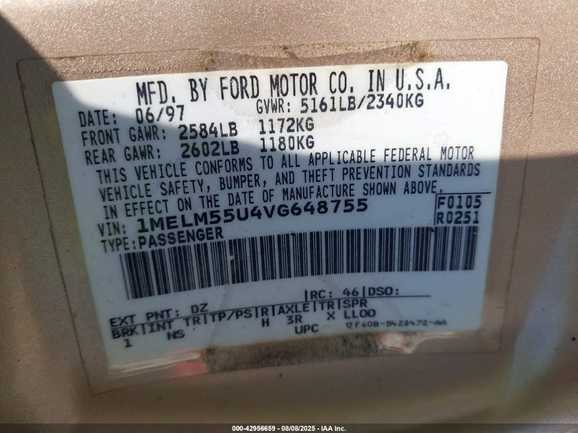 MFD. BY FORD MOTOR CO. IN U.S.A.
DATE: 06/97 GVWR: 5161LB/2340KG
FRONT GAWR: 2584LB 1172KG
REAR GAWR: 2602LB 1180KG
THIS VEHICLE CONFORMS TO ALL APPLICABLE FEDERAL MOTOR
VEHICLE SAFETY, BUMPER, AND THEFT PREVENTION STANDARDS
IN EFFECT ON THE DATE OF MANUFACTURE SHOWN ABOVE.
VIN: 1MELM55U4VG648755 F0105
TYPE: PASSENGER R0251
RC: 46 DSO:
EXT PNT: DZ
BRK INT TR TP/PS R AXLE TR SPR
1 NS H 3R X LL00
UPC
000-42956659 - 08/08/2025 - IAA Inc.